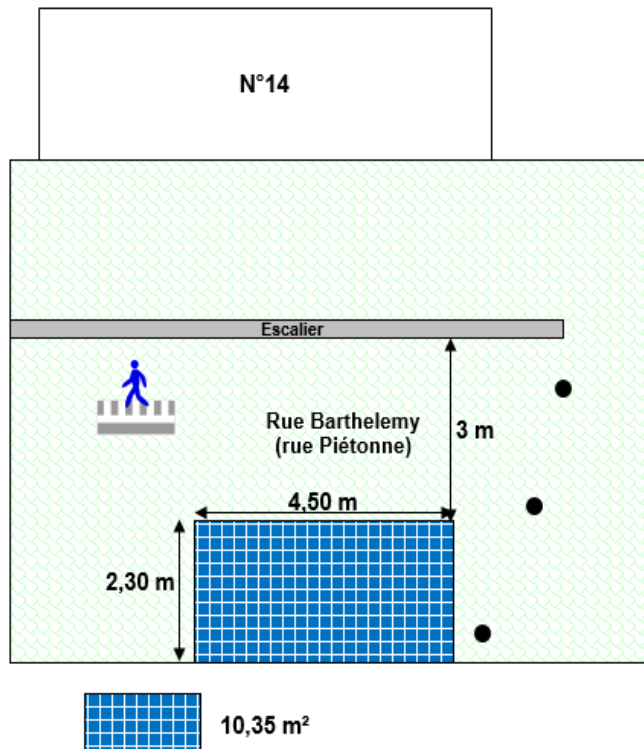 N°14
Escalier
Rue Barthelemy
(rue Piétonne)
3 m
4,50 m
2,30 m
10,35 m²